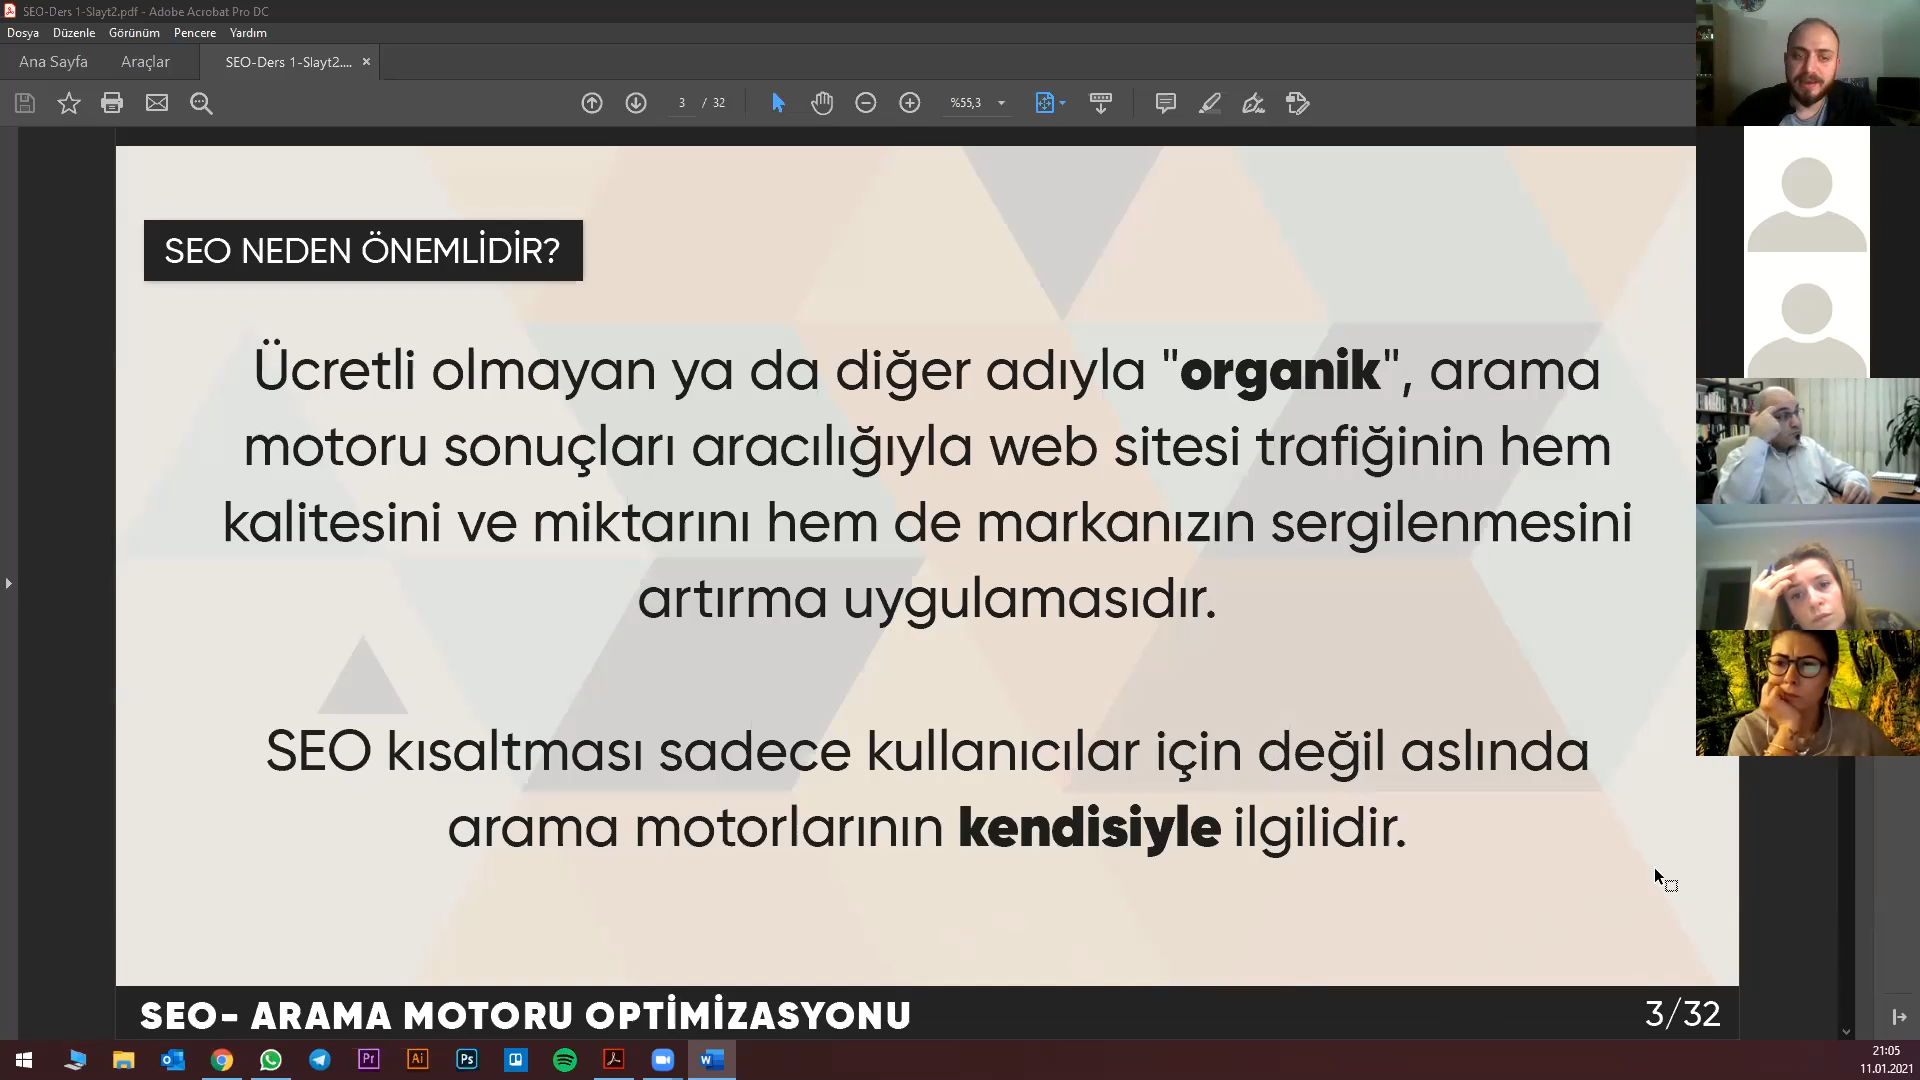 SEO-Ders 1-Slayt2.pdf - Adobe Acrobat Pro DC
Dosya Düzenle Görünüm Pencere Yardım
Ana Sayfa Araçlar SEO-Ders 1-Slayt2.... ×
3 / 32 %55,3
SEO NEDEN ÖNEMLİDİR?
Ücretli olmayan ya da diğer adıyla "organik", arama
motoru sonuçları aracılığıyla web sitesi trafiğinin hem
kalitesini ve miktarını hem de markanızın sergilenmesini
artırma uygulamasıdır.
SEO kısaltması sadece kullanıcılar için değil aslında
arama motorlarının kendisiyle ilgilidir.
SEO- ARAMA MOTORU OPTİMİZASYONU 3/32
Pr Ai Ps
21:05
11.01.2021